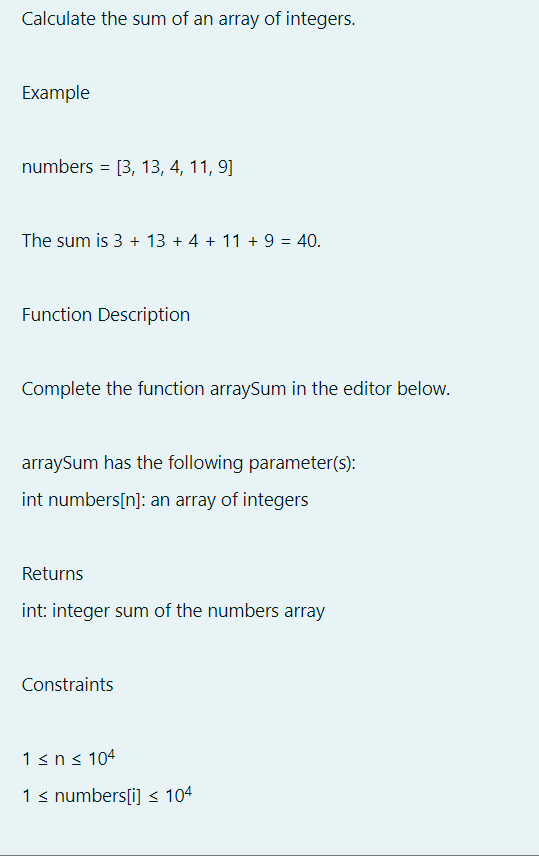 Calculate the sum of an array of integers.
Example
numbers = [3, 13, 4, 11, 9]
The sum is 3 + 13 + 4 + 11 + 9 = 40.
Function Description
Complete the function arraySum in the editor below.
arraySum has the following parameter(s):
int numbers[n]: an array of integers
Returns
int: integer sum of the numbers array
Constraints
1 ≤ n ≤ 10⁴
1 ≤ numbers[i] ≤ 10⁴